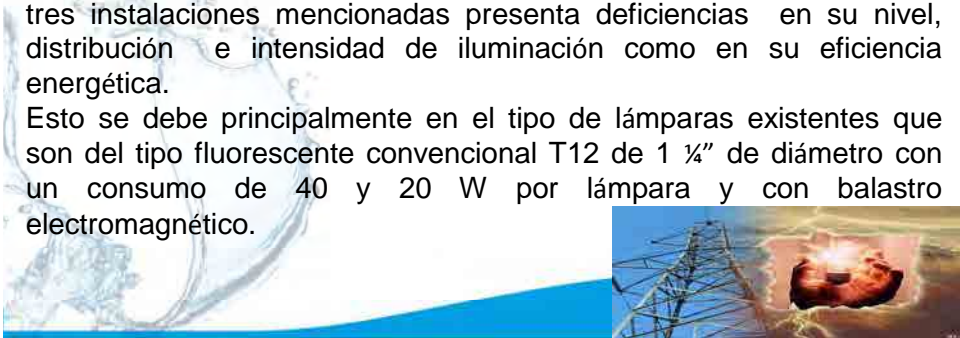 tres instalaciones mencionadas presenta deficiencias en su nivel,
distribución e intensidad de iluminación como en su eficiencia
energética.
Esto se debe principalmente en el tipo de lámparas existentes que
son del tipo fluorescente convencional T12 de 1 ¼” de diámetro con
un consumo de 40 y 20 W por lámpara y con balastro
electromagnético.